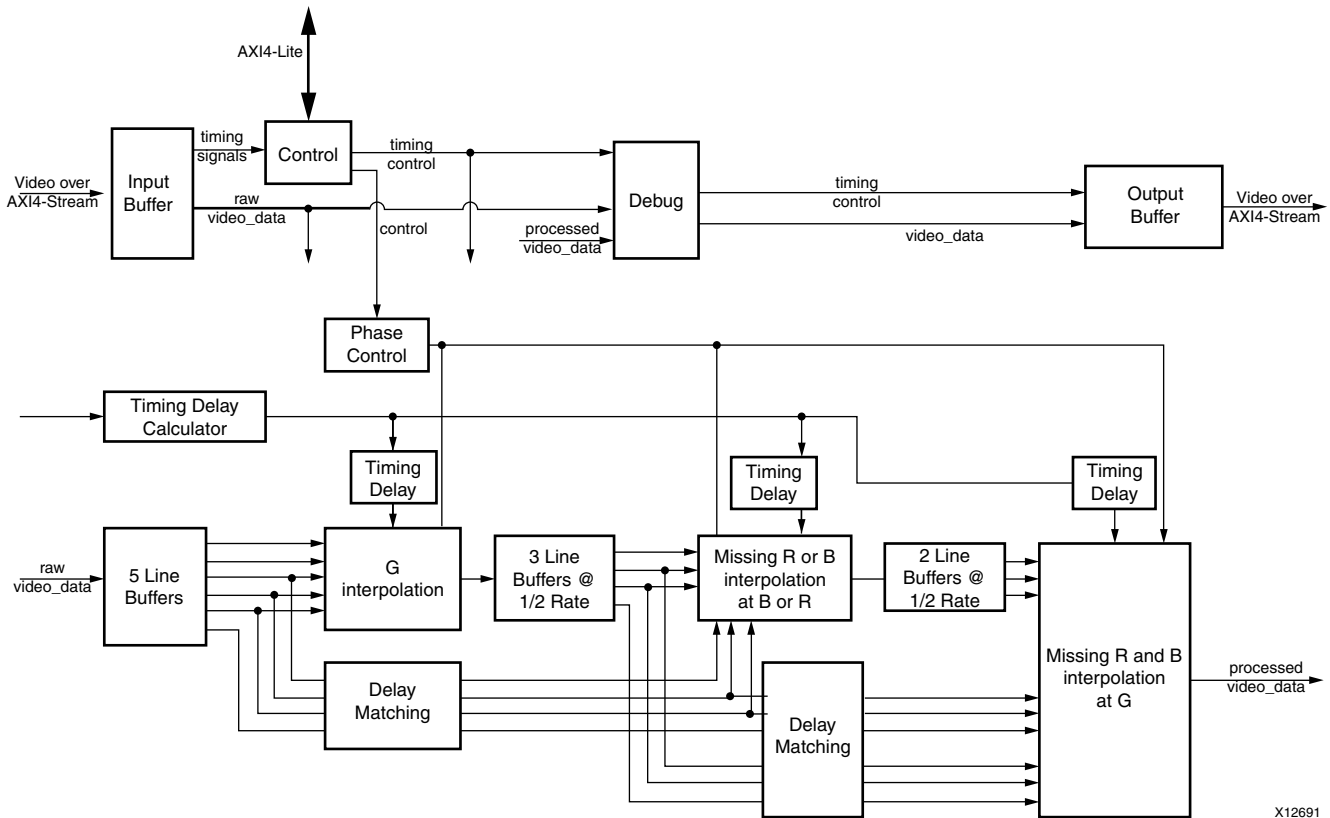 AXI4-Lite
timing
signals
Control
timing
control
Video over
AXI4-Stream
Input
Buffer
raw
video_data
control
processed
video_data
Debug
timing
control
video_data
Output
Buffer
Video over
AXI4-Stream
Phase
Control
Timing Delay
Calculator
Timing
Delay
Timing
Delay
Timing
Delay
raw
video_data
5 Line
Buffers
G
interpolation
3 Line
Buffers @
1/2 Rate
Missing R or B
interpolation
at B or R
2 Line
Buffers @
1/2 Rate
Missing R and B
interpolation
at G
processed
video_data
Delay
Matching
Delay
Matching
X12691